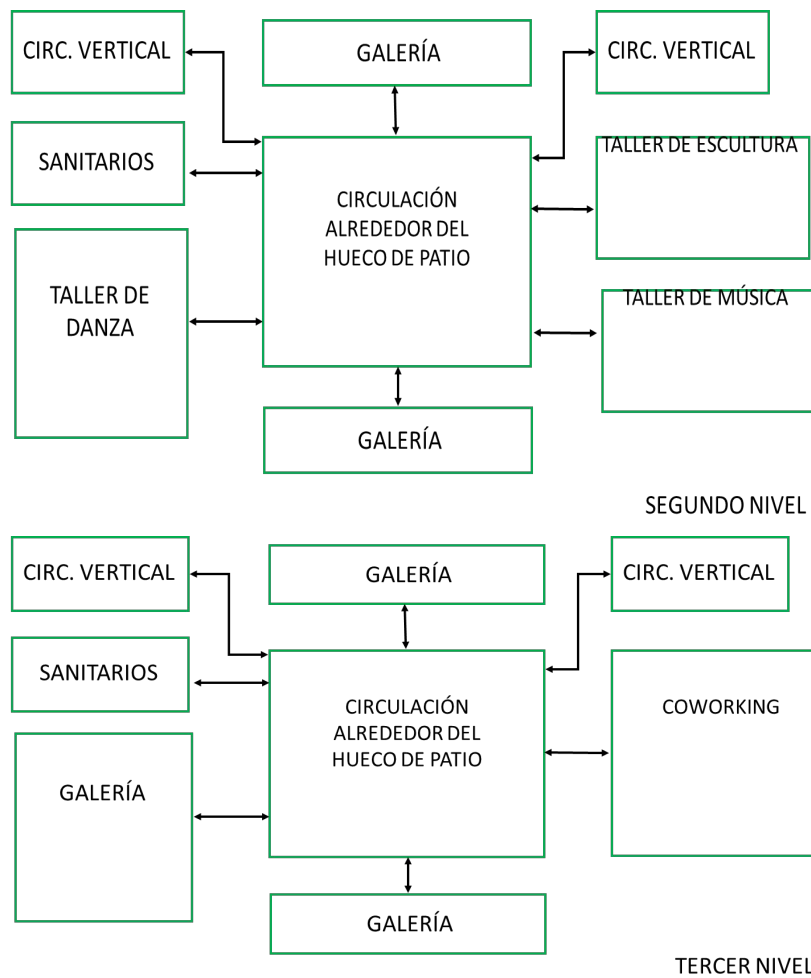 CIRC. VERTICAL
GALERÍA
CIRC. VERTICAL
SANITARIOS
TALLER DE ESCULTURA
CIRCULACIÓN
ALREDEDOR DEL
HUECO DE PATIO
TALLER DE
DANZA
TALLER DE MÚSICA
GALERÍA
SEGUNDO NIVEL
CIRC. VERTICAL
GALERÍA
CIRC. VERTICAL
SANITARIOS
CIRCULACIÓN
ALREDEDOR DEL
HUECO DE PATIO
COWORKING
GALERÍA
GALERÍA
TERCER NIVEL